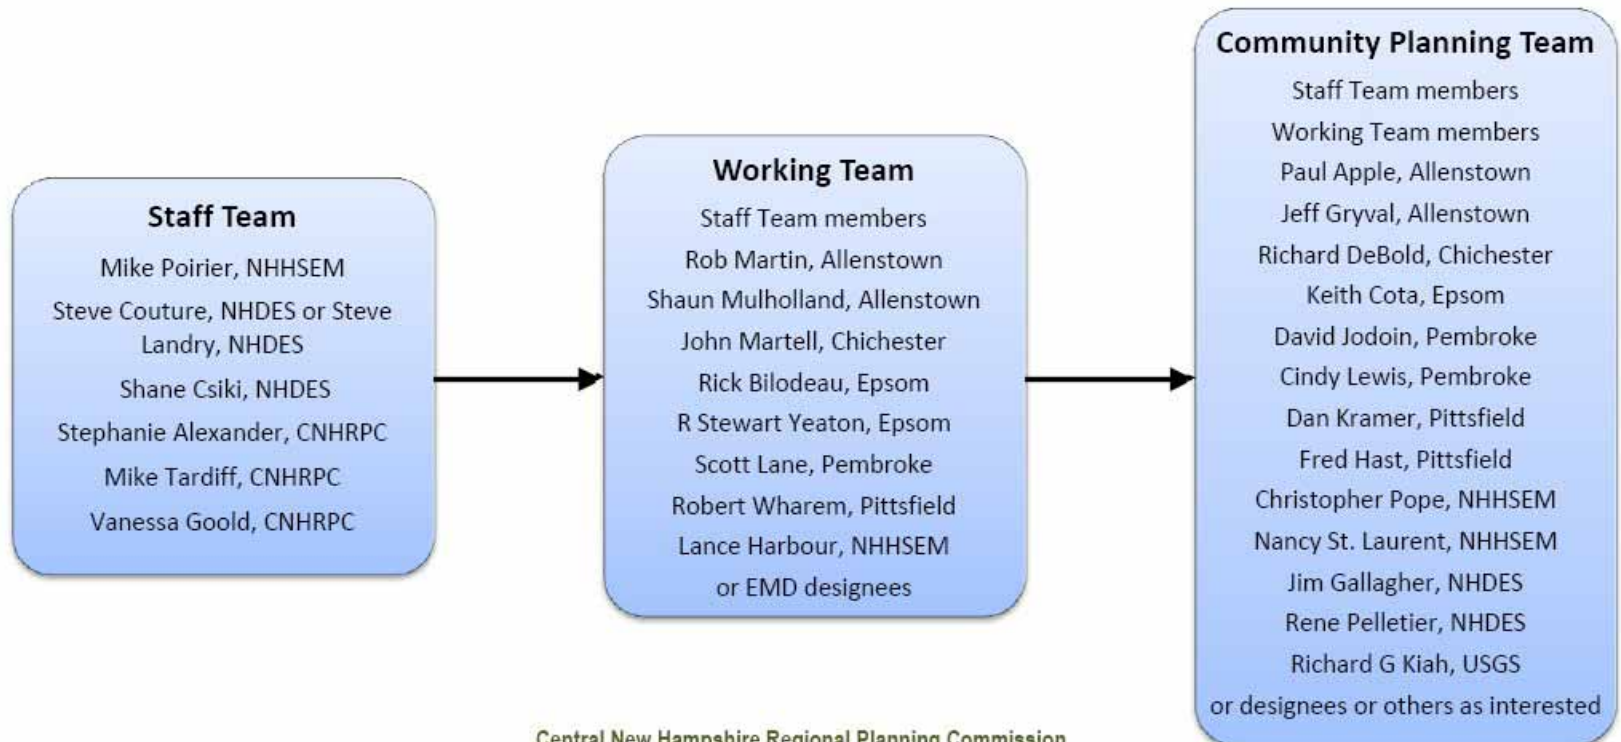 Staff Team
Mike Poirier, NHHSEM
Steve Couture, NHDES or Steve
Landry, NHDES
Shane Csiki, NHDES
Stephanie Alexander, CNHRPC
Mike Tardiff, CNHRPC
Vanessa Goold, CNHRPC
Working Team
Staff Team members
Rob Martin, Allenstown
Shaun Mulholland, Allenstown
John Martell, Chichester
Rick Bilodeau, Epsom
R Stewart Yeaton, Epsom
Scott Lane, Pembroke
Robert Wharem, Pittsfield
Lance Harbour, NHHSEM
or EMD designees
Community Planning Team
Staff Team members
Working Team members
Paul Apple, Allenstown
Jeff Gryval, Allenstown
Richard DeBold, Chichester
Keith Cota, Epsom
David Jodoin, Pembroke
Cindy Lewis, Pembroke
Dan Kramer, Pittsfield
Fred Hast, Pittsfield
Christopher Pope, NHHSEM
Nancy St. Laurent, NHHSEM
Jim Gallagher, NHDES
Rene Pelletier, NHDES
Richard G Kiah, USGS
or designees or others as interested
Central New Hampshire Regional Planning Commission